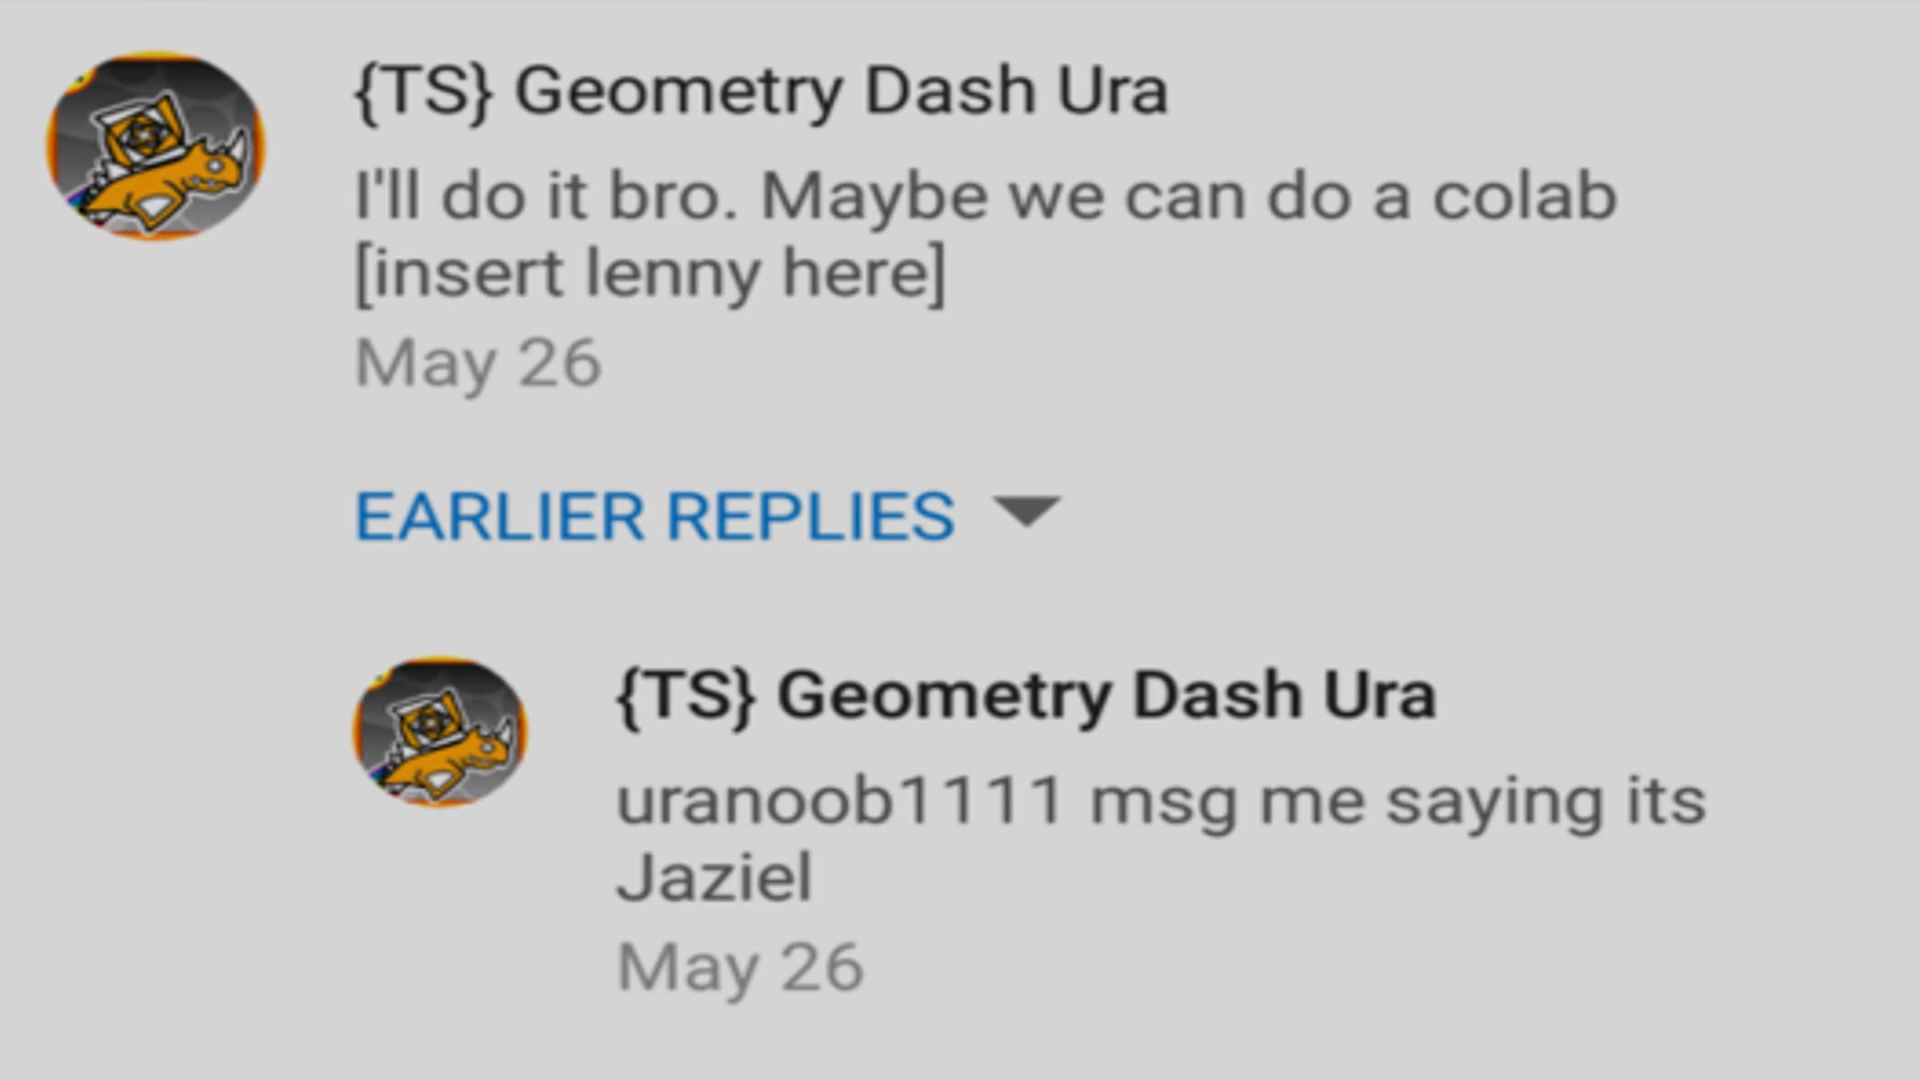 {TS} Geometry Dash Ura
I'll do it bro. Maybe we can do a colab
[insert lenny here]
May 26
EARLIER REPLIES
{TS} Geometry Dash Ura
uranoob1111 msg me saying its
Jaziel
May 26